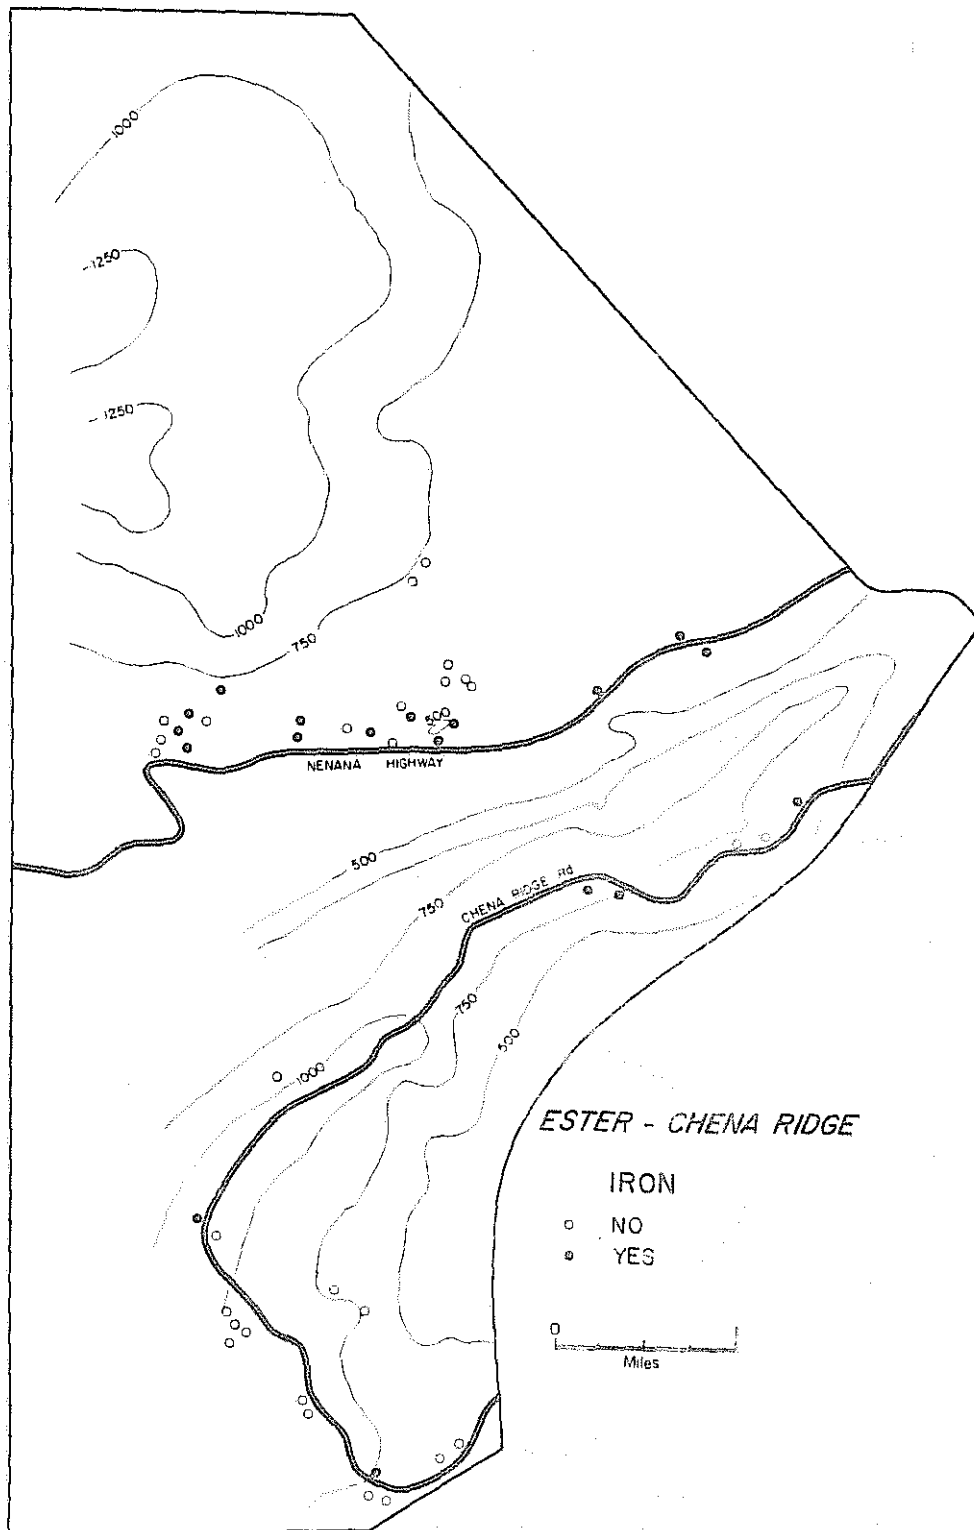 1000
1250
1250
1000
750
500
NENANA HIGHWAY
500
750
CHENA RIDGE Rd
750
500
1000
ESTER - CHENA RIDGE
IRON
NO
YES
0
Miles